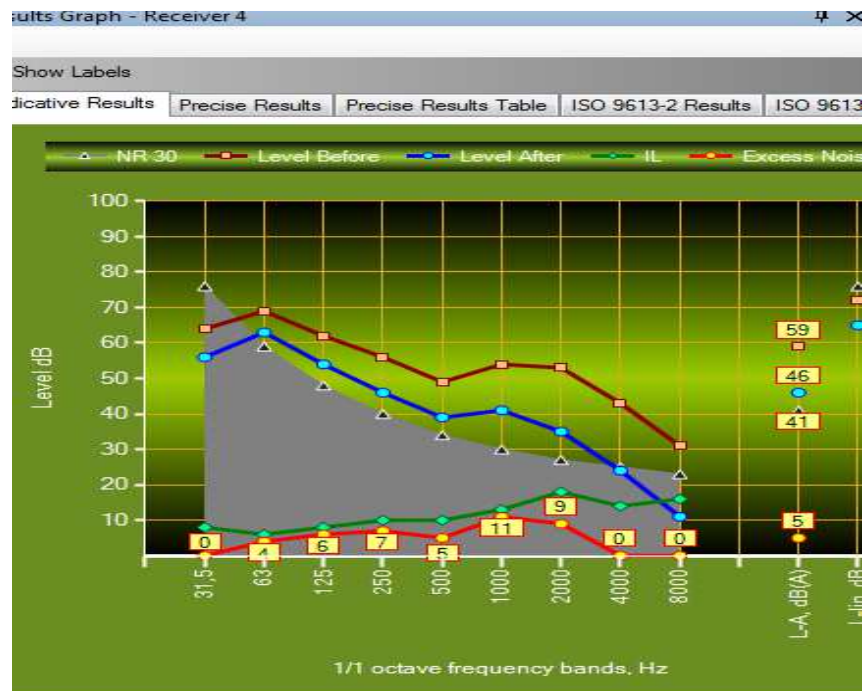 sults Graph - Receiver 4
Show Labels
dicative Results Precise Results Precise Results Table ISO 9613-2 Results ISO 9613
NR 30 Level Before Level After IL Excess Nois
100
90
80
70
60
50
40
30
20
10
Level dB
59
46
41
5
0 4 6 7 5 11 9 0 0
31,5 63 125 250 500 1000 2000 4000 8000 L-A, dB(A) L-lin, dB
1/1 octave frequency bands, Hz